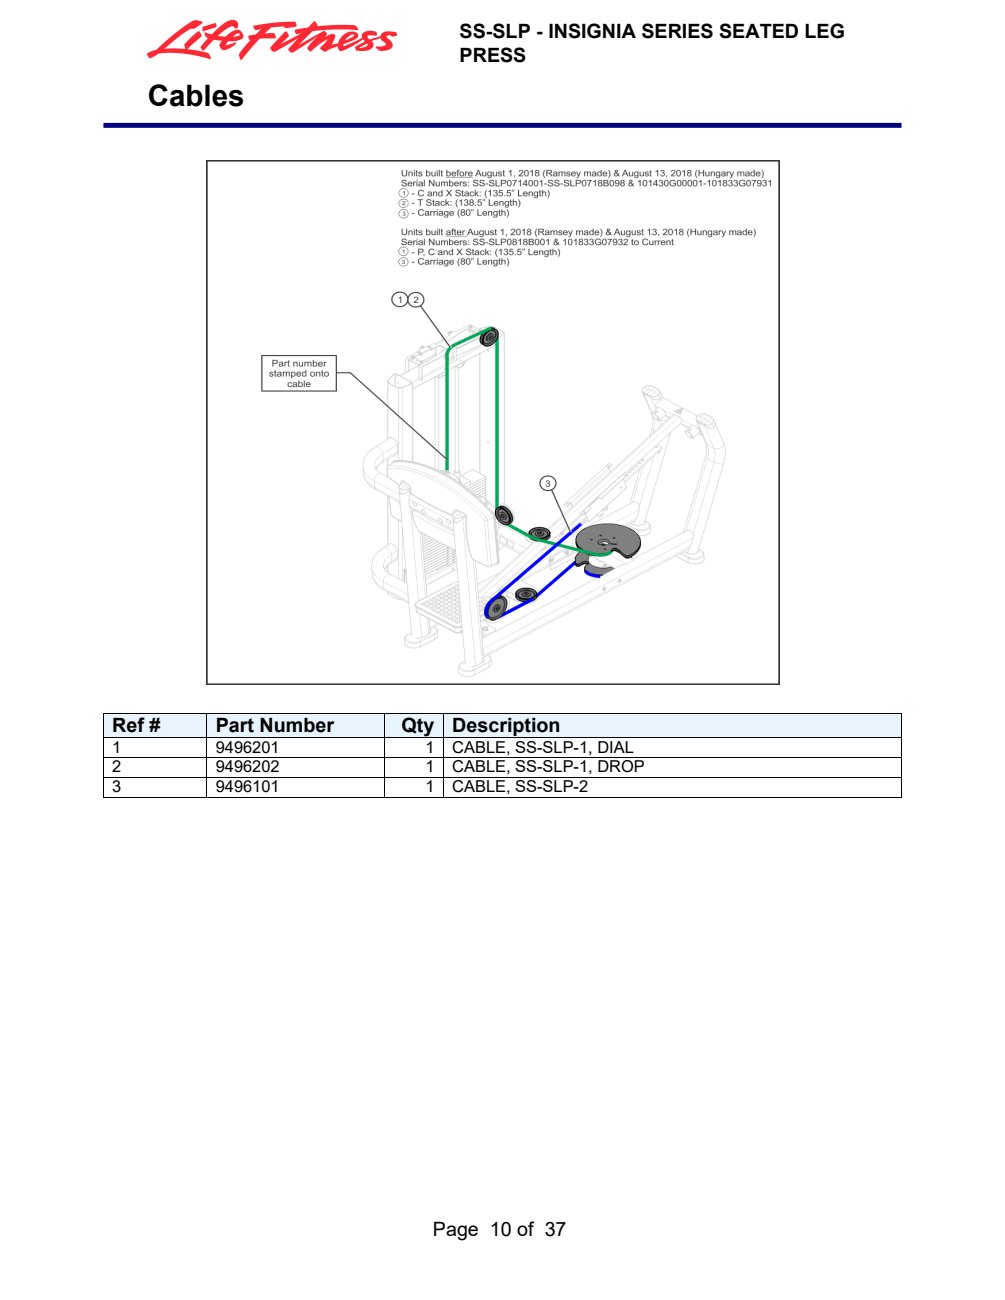 Life Fitness
SS-SLP - INSIGNIA SERIES SEATED LEG
PRESS
Cables
Units built before August 1, 2018 (Ramsey made) & August 13, 2018 (Hungary made)
Serial Numbers: SS-SLP0714001-SS-SLP0718B098 & 101430G00001-101833G07931
1 - C and X Stack: (135.5" Length)
2 - T Stack: (138.5" Length)
3 - Carriage (80" Length)
Units built after August 1, 2018 (Ramsey made) & August 13, 2018 (Hungary made)
Serial Numbers: SS-SLP0818B001 & 101833G07932 to Current
1 - P, C and X Stack: (135.5" Length)
3 - Carriage (80" Length)
1 2
Part number
stamped onto
cable
3
Ref # Part Number Qty Description
1 9496201 1 CABLE, SS-SLP-1, DIAL
2 9496202 1 CABLE, SS-SLP-1, DROP
3 9496101 1 CABLE, SS-SLP-2
Page 10 of 37